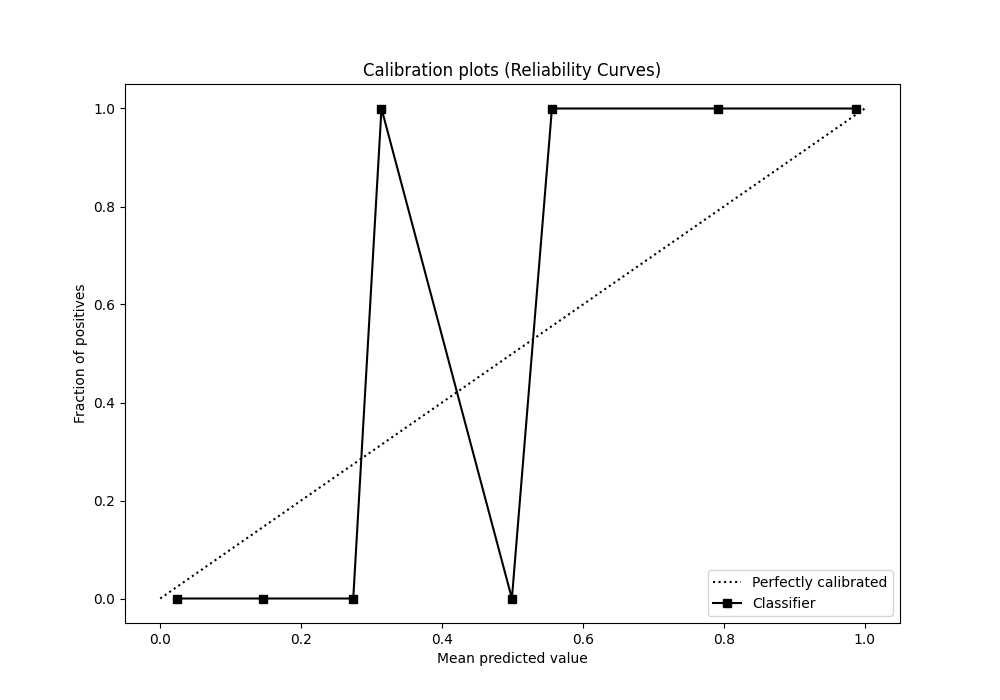 Calibration plots (Reliability Curves)
Fraction of positives
1.0
0.8
0.6
0.4
0.2
0.0
0.0 0.2 0.4 0.6 0.8 1.0
Mean predicted value
Perfectly calibrated
Classifier